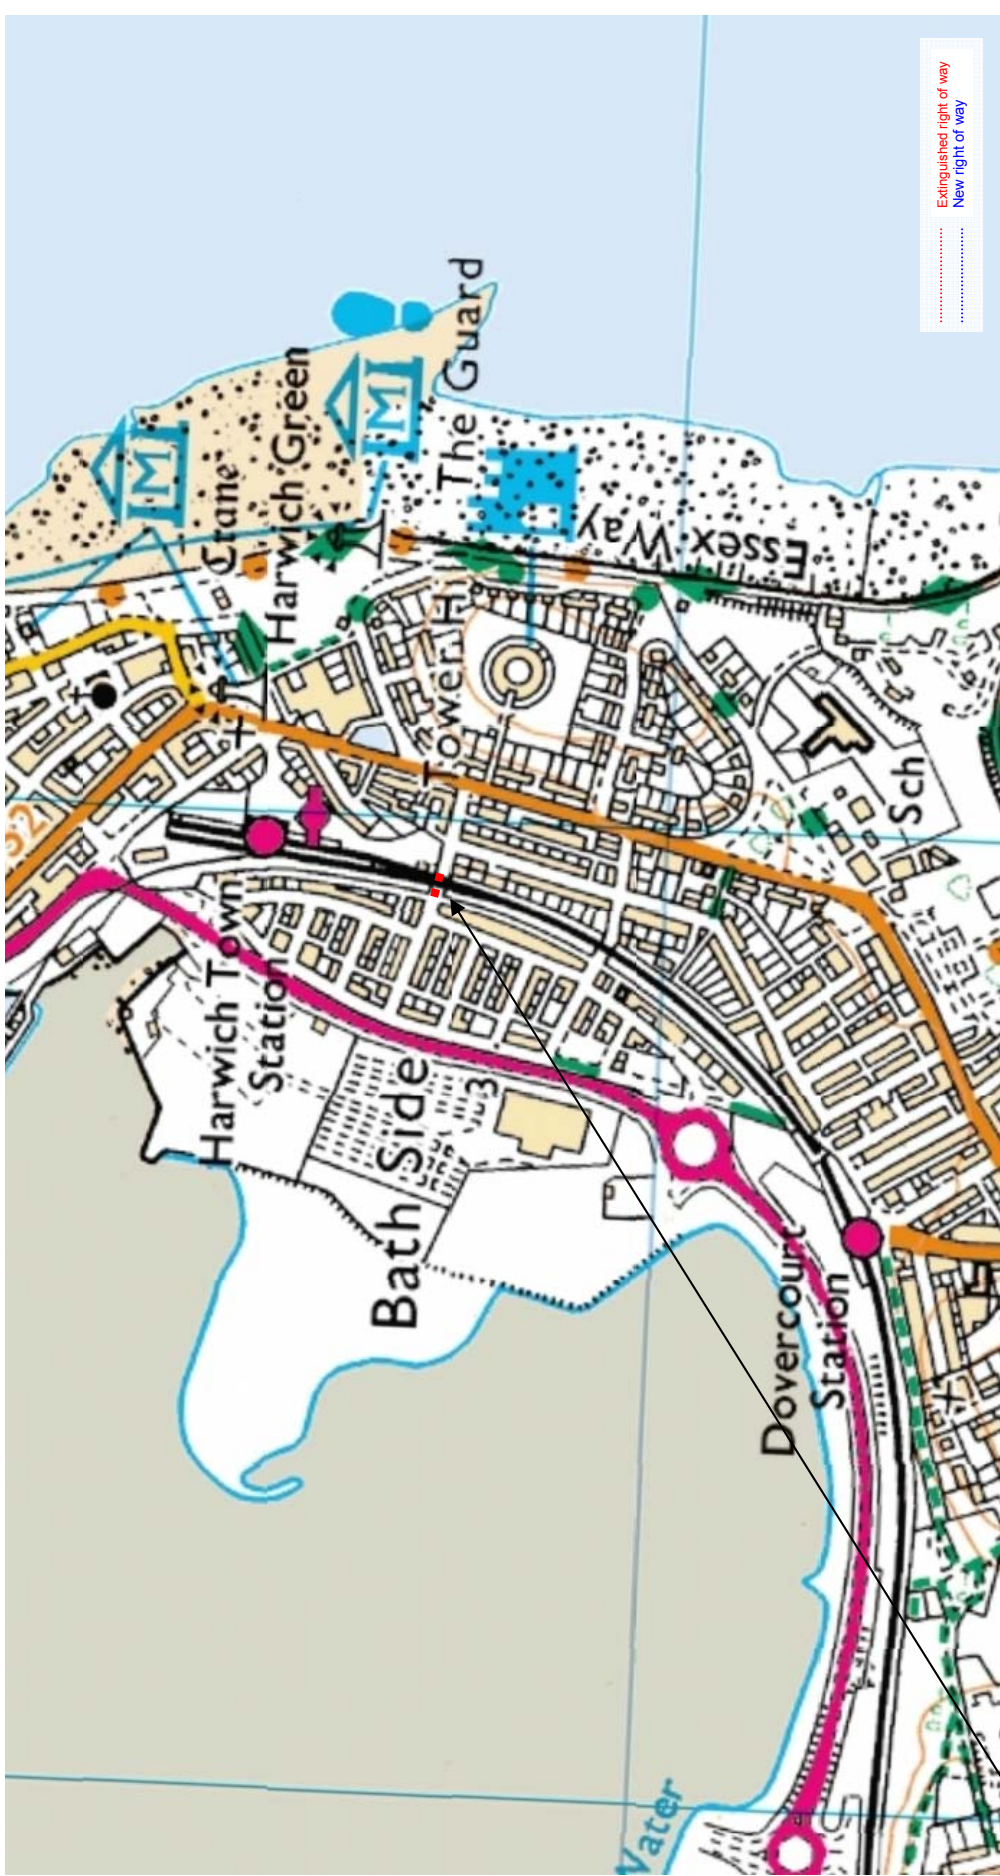 Extinguished right of way
New right of way
The Guard
Harwich Green
Crane
Essex Way
Tower Hill
Sch
Harwich Town
Station
Bath Side
3
Dovercourt
Station
Water